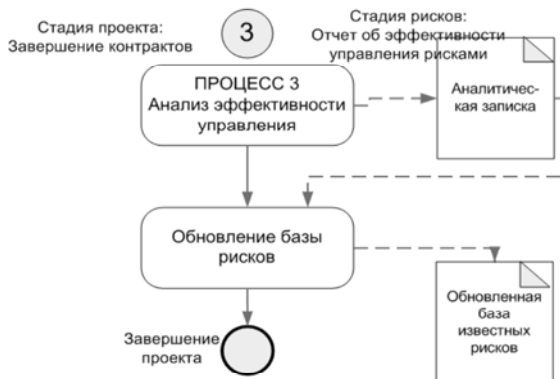 Стадия проекта:
Завершение контрактов
3
Стадия рисков:
Отчет об эффективности
управления рисками
ПРОЦЕСС 3
Анализ эффективности
управления
Аналитичес-
кая записка
Обновление базы
рисков
Обновленная
база
известных
рисков
Завершение
проекта